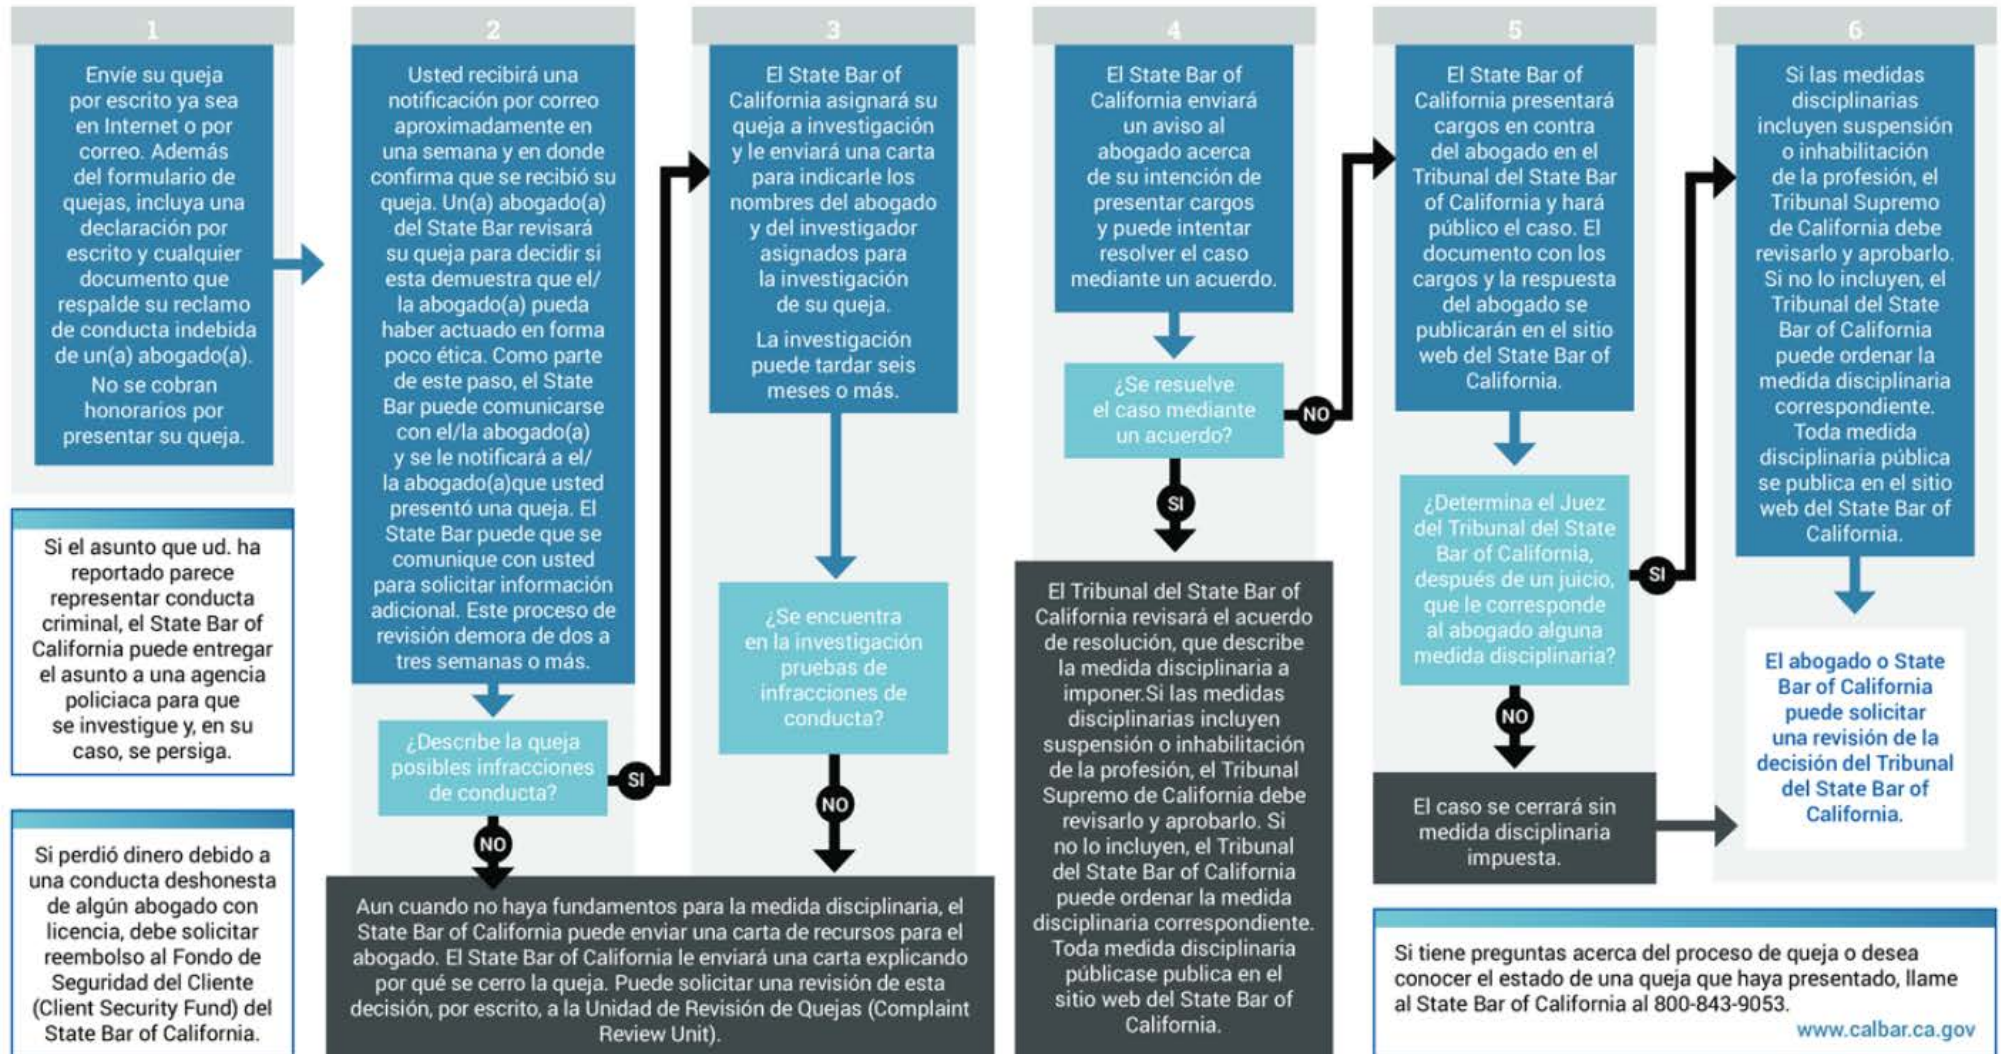 1
Envíe su queja
por escrito ya sea
en Internet o por
correo. Además
del formulario de
quejas, incluya una
declaración por
escrito y cualquier
documento que
respalde su reclamo
de conducta indebida
de un(a) abogado(a).
No se cobran
honorarios por
presentar su queja.
Si el asunto que ud. ha
reportado parece
representar conducta
criminal, el State Bar of
California puede entregar
el asunto a una agencia
policiaca para que
se investigue y, en su
caso, se persiga.
Si perdió dinero debido a
una conducta deshonesta
de algún abogado con
licencia, debe solicitar
reembolso al Fondo de
Seguridad del Cliente
(Client Security Fund) del
State Bar of California.
2
Usted recibirá una
notificación por correo
aproximadamente en
una semana y en donde
confirma que se recibió su
queja. Un(a) abogado(a)
del State Bar revisará
su queja para decidir si
esta demuestra que el/
la abogado(a) pueda
haber actuado en forma
poco ética. Como parte
de este paso, el State
Bar puede comunicarse
con el/la abogado(a)
y se le notificará a el/
la abogado(a)que usted
presentó una queja. El
State Bar puede que se
comunique con usted
para solicitar información
adicional. Este proceso de
revisión demora de dos a
tres semanas o más.
¿Describe la queja
posibles infracciones
de conducta?
SI
NO
3
El State Bar of
California asignará su
queja a investigación
y le enviará una carta
para indicarle los
nombres del abogado
y del investigador
asignados para
la investigación
de su queja.
La investigación
puede tardar seis
meses o más.
¿Se encuentra
en la investigación
pruebas de
infracciones de
conducta?
NO
Aun cuando no haya fundamentos para la medida disciplinaria, el
State Bar of California puede enviar una carta de recursos para el
abogado. El State Bar of California le enviará una carta explicando
por qué se cerro la queja. Puede solicitar una revisión de esta
decisión, por escrito, a la Unidad de Revisión de Quejas (Complaint
Review Unit).
4
El State Bar of
California enviará
un aviso al
abogado acerca
de su intención de
presentar cargos
y puede intentar
resolver el caso
mediante un acuerdo.
¿Se resuelve
el caso mediante
un acuerdo?
NO
SI
El Tribunal del State Bar of
California revisará el acuerdo
de resolución, que describe
la medida disciplinaria a
imponer.Si las medidas
disciplinarias incluyen
suspensión o inhabilitación
de la profesión, el Tribunal
Supremo de California debe
revisarlo y aprobarlo. Si
no lo incluyen, el Tribunal
del State Bar of California
puede ordenar la medida
disciplinaria correspondiente.
Toda medida disciplinaria
públicase publica en el
sitio web del State Bar of
California.
5
El State Bar of
California presentará
cargos en contra
del abogado en el
Tribunal del State Bar
of California y hará
público el caso. El
documento con los
cargos y la respuesta
del abogado se
publicarán en el sitio
web del State Bar of
California.
¿Determina el Juez
del Tribunal del State
Bar of California,
después de un juicio,
que le corresponde
al abogado alguna
medida disciplinaria?
SI
NO
El caso se cerrará sin
medida disciplinaria
impuesta.
6
Si las medidas
disciplinarias
incluyen suspensión
o inhabilitación
de la profesión, el
Tribunal Supremo
de California debe
revisarlo y aprobarlo.
Si no lo incluyen, el
Tribunal del State
Bar of California
puede ordenar la
medida disciplinaria
correspondiente.
Toda medida
disciplinaria pública
se publica en el sitio
web del State Bar of
California.
El abogado o State
Bar of California
puede solicitar
una revisión de la
decisión del Tribunal
del State Bar of
California.
Si tiene preguntas acerca del proceso de queja o desea
conocer el estado de una queja que haya presentado, llame
al State Bar of California al 800-843-9053.
www.calbar.ca.gov